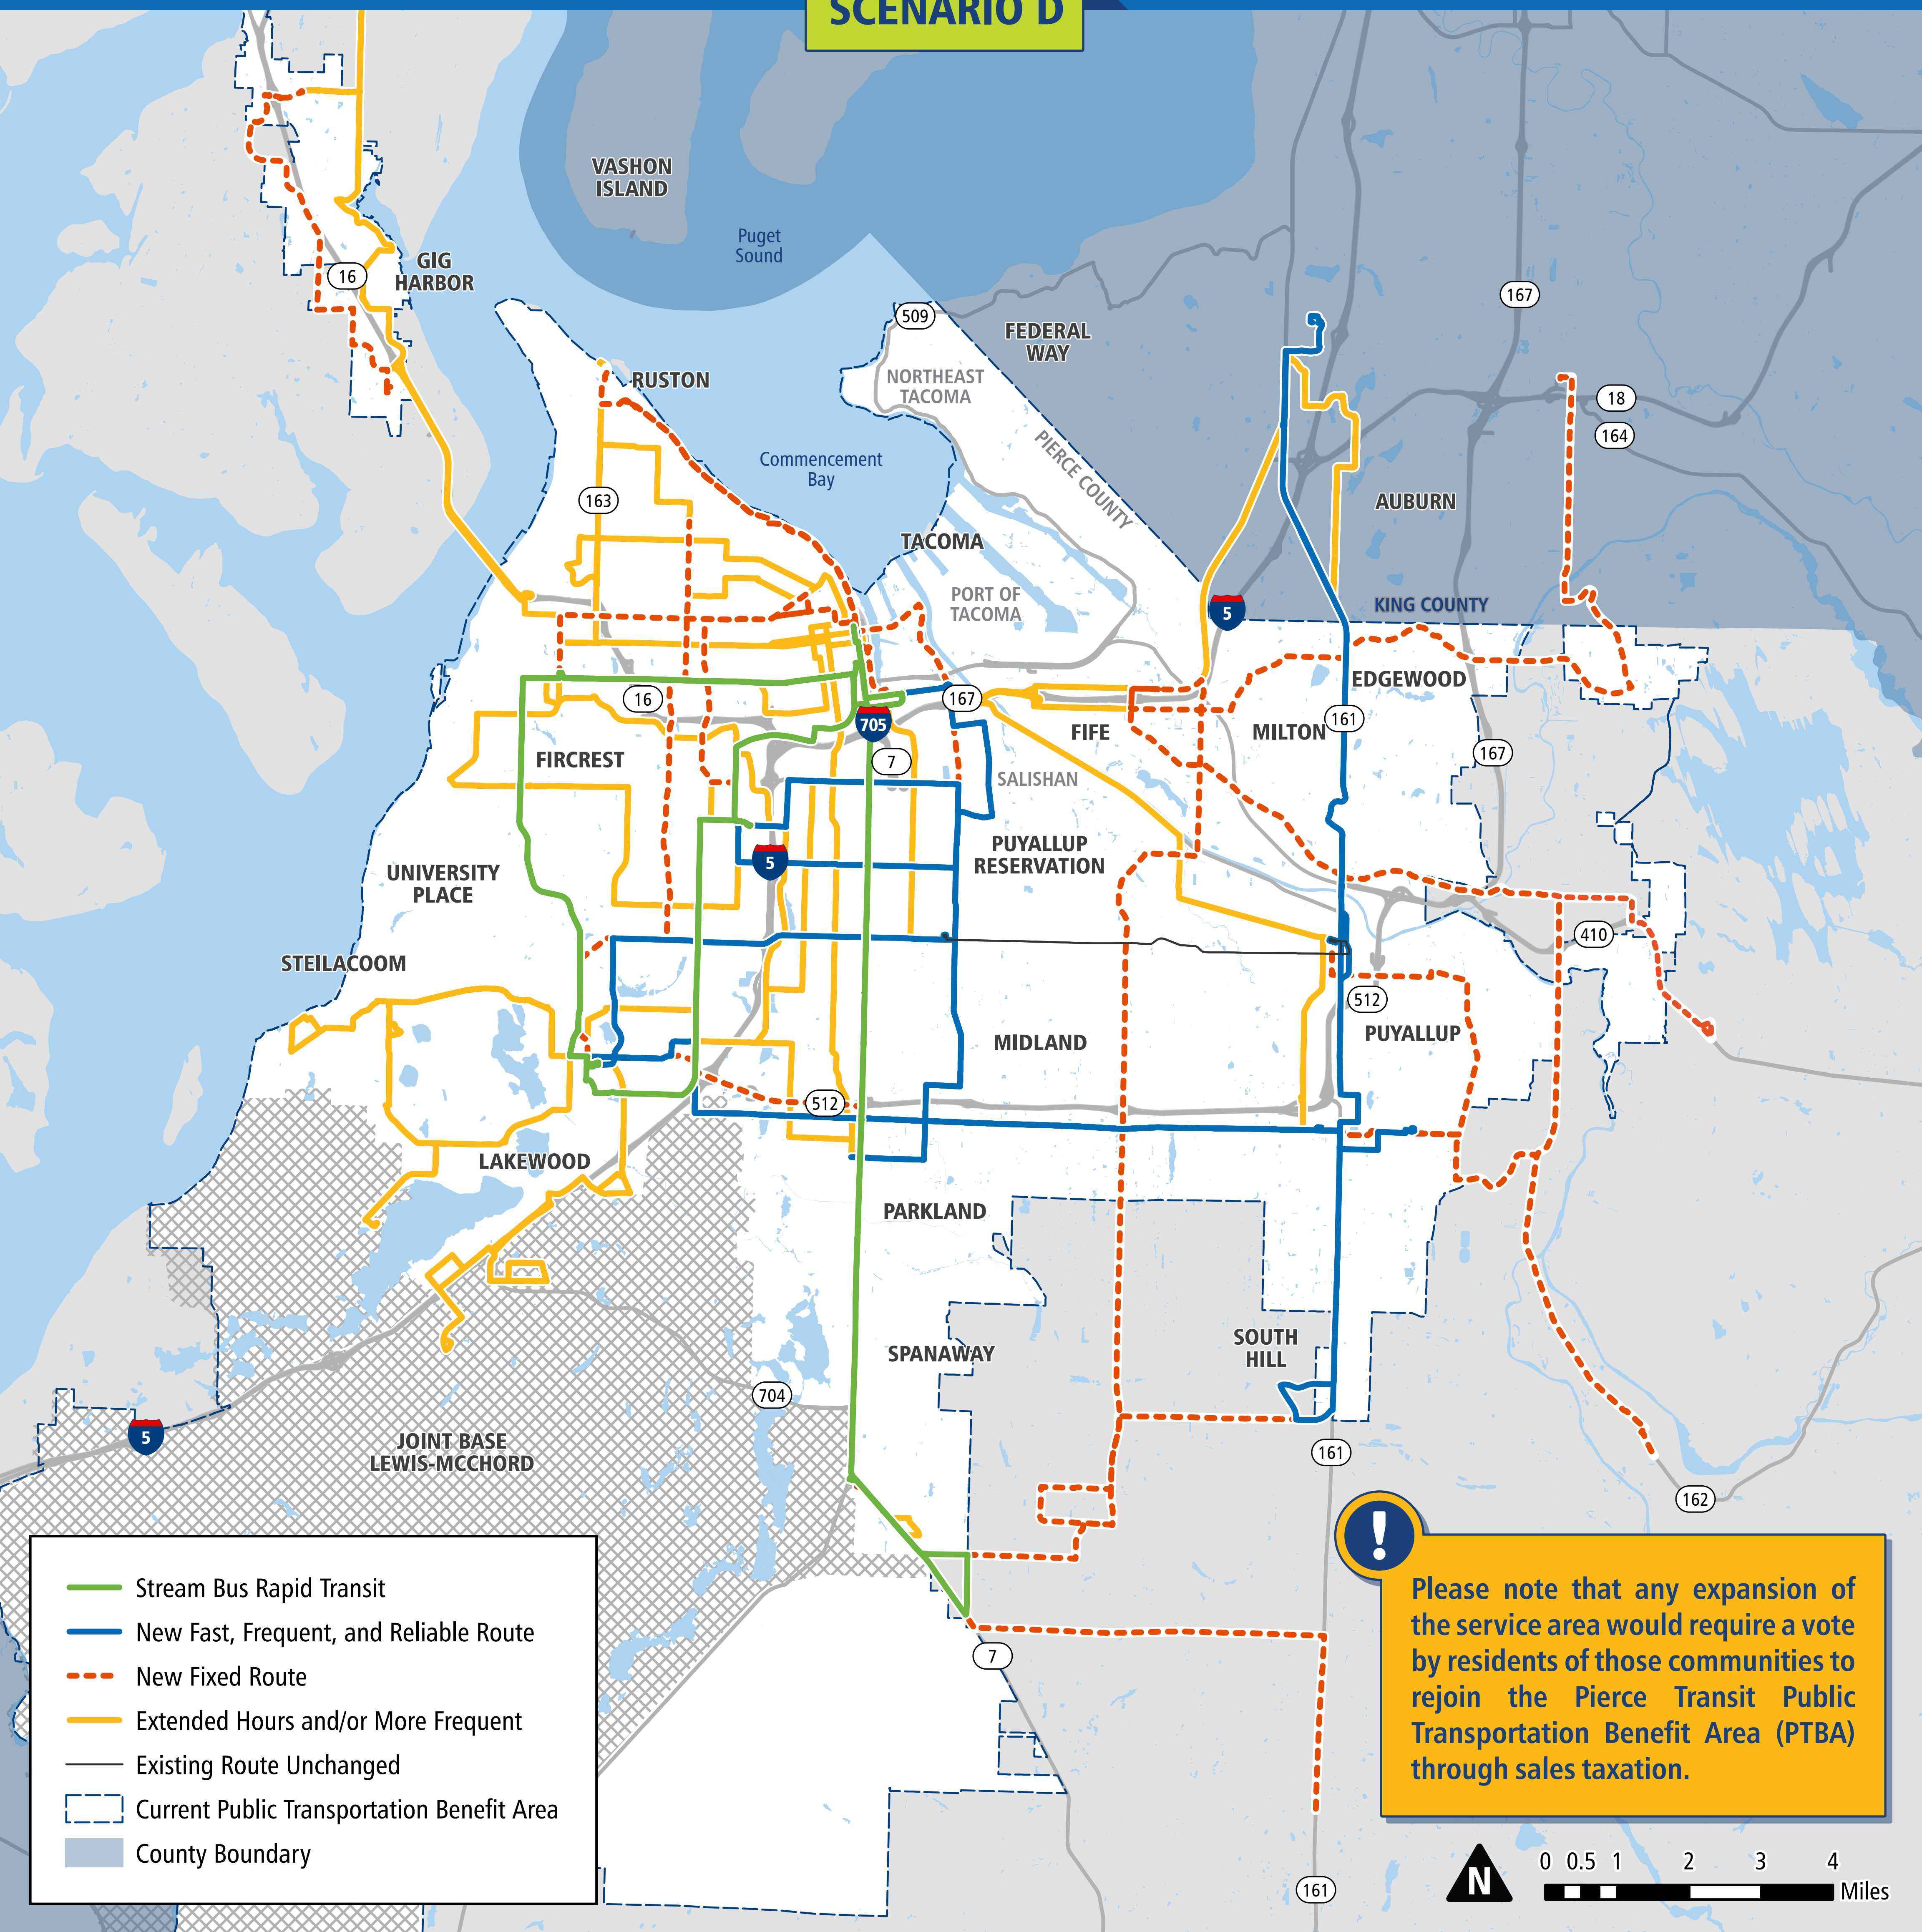 SCENARIO D
VASHON
ISLAND
Puget
Sound
GIG
HARBOR
16
167
509
FEDERAL
WAY
RUSTON
NORTHEAST
TACOMA
18
164
PIERCE COUNTY
Commencement
Bay
163
AUBURN
TACOMA
PORT OF
TACOMA
5
KING COUNTY
16
167
EDGEWOOD
705
161
FIFE
MILTON
FIRCREST
7
167
SALISHAN
PUYALLUP
RESERVATION
5
UNIVERSITY
PLACE
410
STEILACOOM
512
MIDLAND
PUYALLUP
512
LAKEWOOD
PARKLAND
SOUTH
HILL
SPANAWAY
704
5
JOINT BASE
LEWIS-MCCHORD
161
162
7
161
Stream Bus Rapid Transit
New Fast, Frequent, and Reliable Route
New Fixed Route
Extended Hours and/or More Frequent
Existing Route Unchanged
Current Public Transportation Benefit Area
County Boundary
!
Please note that any expansion of
the service area would require a vote
by residents of those communities to
rejoin the Pierce Transit Public
Transportation Benefit Area (PTBA)
through sales taxation.
N
0 0.5 1 2 3 4
Miles